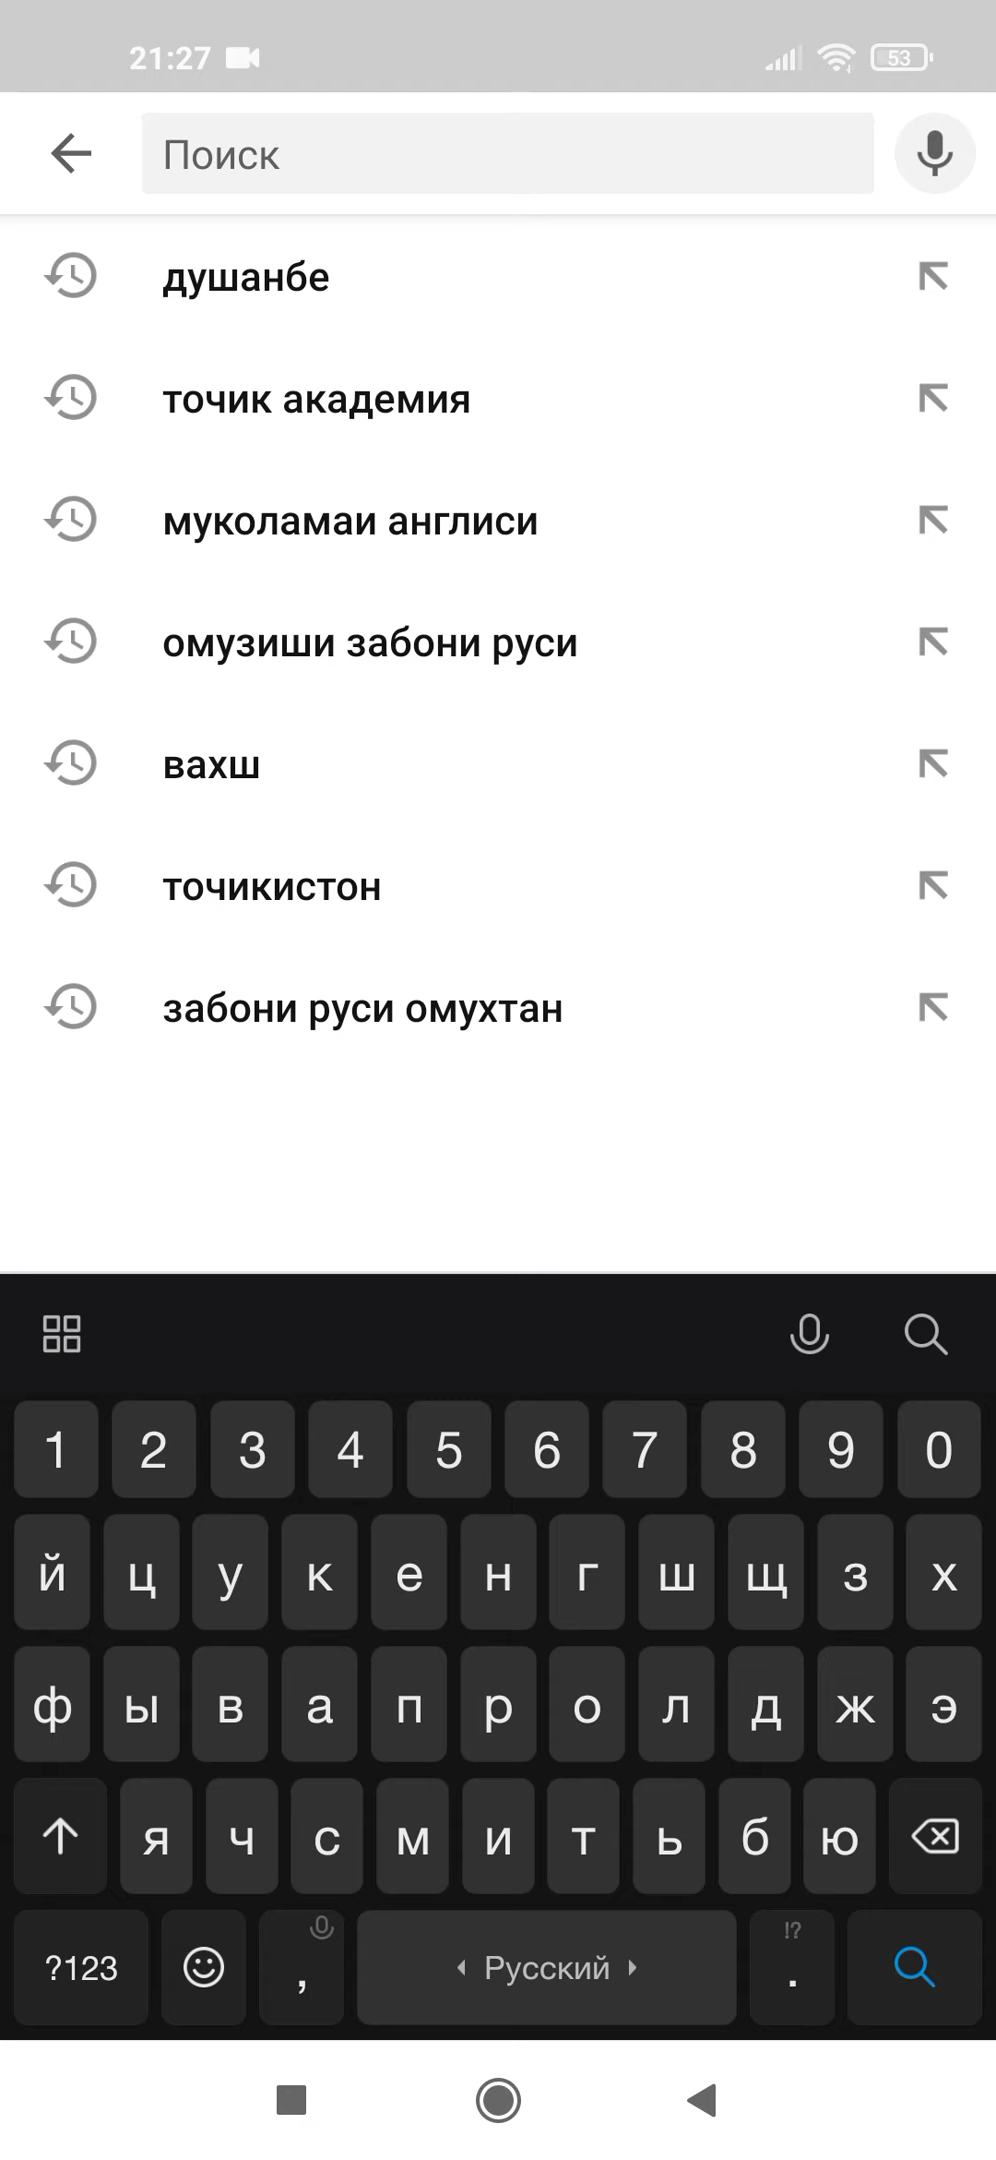 21:27
53
Поиск
душанбе
точик академия
муколамаи англиси
омузиши забони руси
вахш
точикистон
забони руси омухтан
1 2 3 4 5 6 7 8 9 0
й ц у к е н г ш щ з х
ф ы в а п р о л д ж э
я ч с м и т ь б ю
?123 , Русский . !?